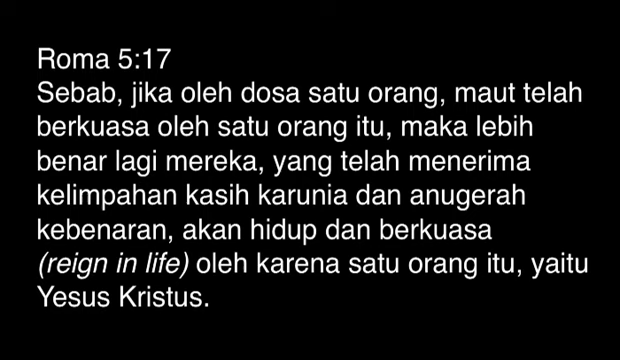 Roma 5:17
Sebab, jika oleh dosa satu orang, maut telah
berkuasa oleh satu orang itu, maka lebih
benar lagi mereka, yang telah menerima
kelimpahan kasih karunia dan anugerah
kebenaran, akan hidup dan berkuasa
(reign in life) oleh karena satu orang itu, yaitu
Yesus Kristus.